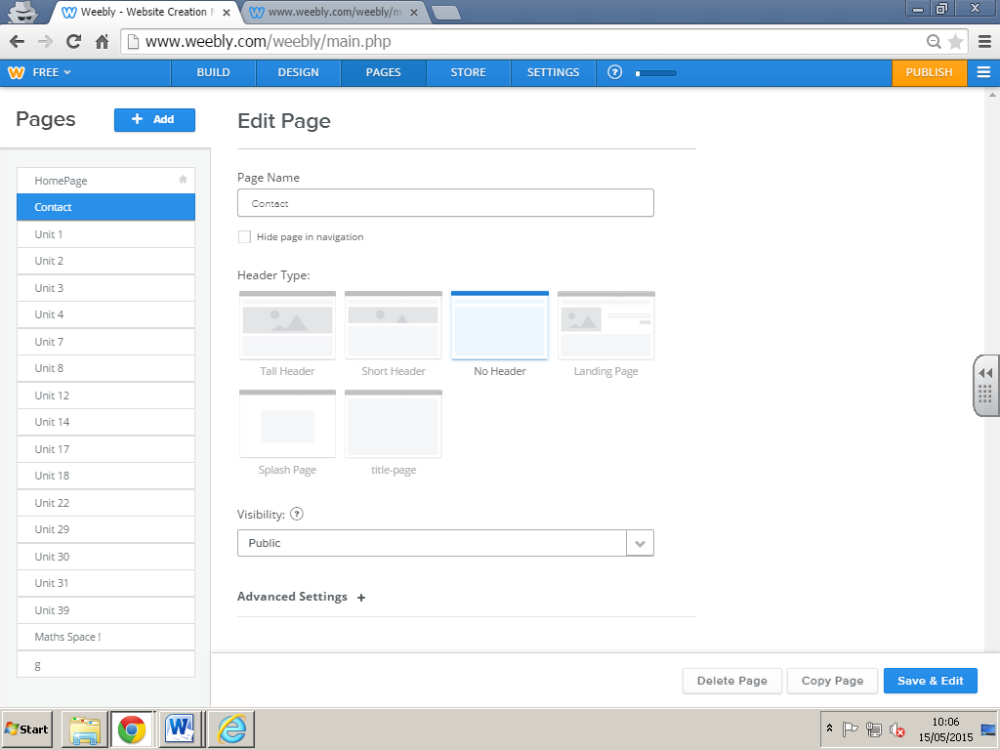 Weebly - Website Creation
www.weebly.com/weebly/m
www.weebly.com/weebly/main.php
FREE BUILD DESIGN PAGES STORE SETTINGS ? PUBLISH
Pages
+ Add
HomePage
Contact
Unit 1
Unit 2
Unit 3
Unit 4
Unit 7
Unit 8
Unit 12
Unit 14
Unit 17
Unit 18
Unit 22
Unit 29
Unit 30
Unit 31
Unit 39
Maths Space !
g
Edit Page
Page Name
Contact
Hide page in navigation
Header Type:
Tall Header Short Header No Header Landing Page
Splash Page title-page
Visibility: ?
Public
Advanced Settings +
Delete Page Copy Page Save & Edit
Start
10:06
15/05/2015